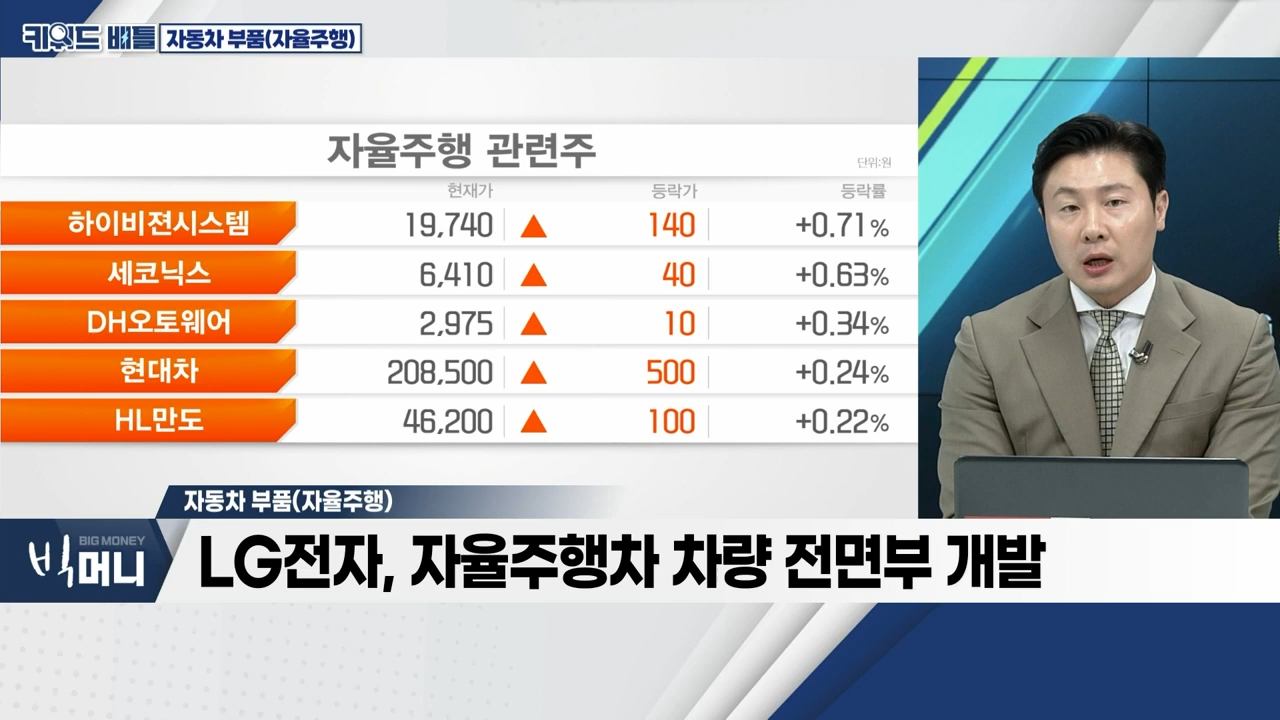 키워드 배틀 자동차 부품(자율주행)
자율주행 관련주
단위:원
현재가 등락가 등락률
하이비젼시스템 19,740 ▲ 140 +0.71%
세코닉스 6,410 ▲ 40 +0.63%
DH오토웨어 2,975 ▲ 10 +0.34%
현대차 208,500 ▲ 500 +0.24%
HL만도 46,200 ▲ 100 +0.22%
자동차 부품(자율주행)
BIG MONEY
빅머니
LG전자, 자율주행차 차량 전면부 개발